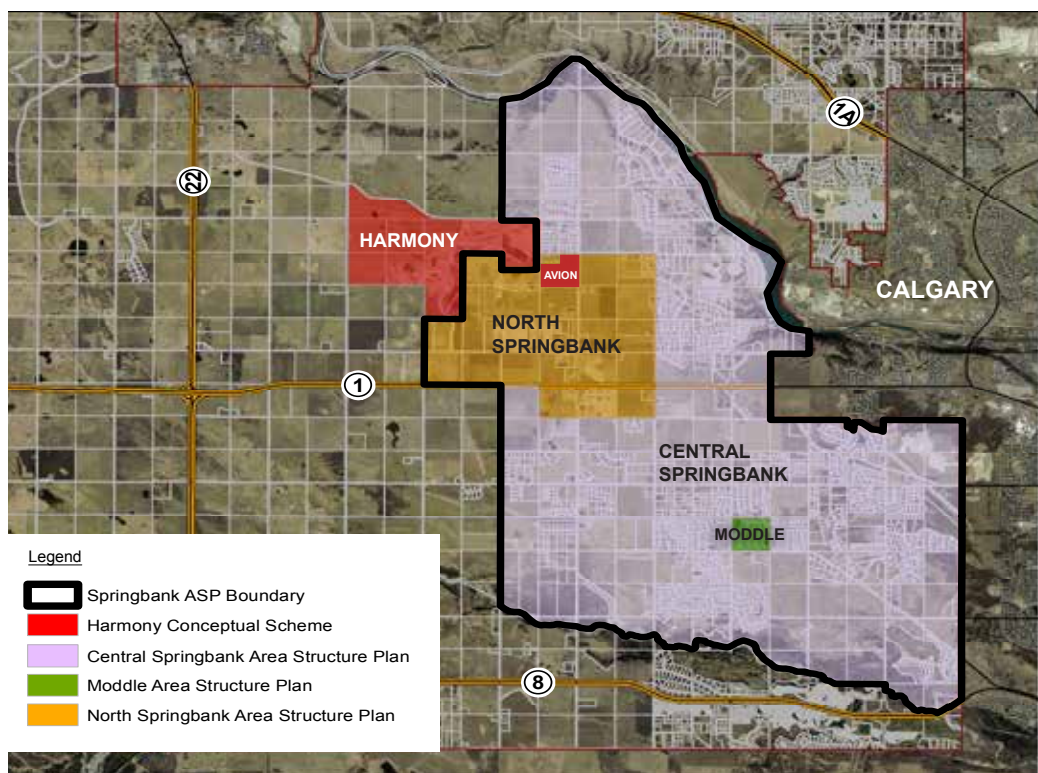 1A
22
HARMONY
AVION
CALGARY
NORTH
SPRINGBANK
1
CENTRAL
SPRINGBANK
MODDLE
Legend
Springbank ASP Boundary
Harmony Conceptual Scheme
Central Springbank Area Structure Plan
Moddle Area Structure Plan
North Springbank Area Structure Plan
8